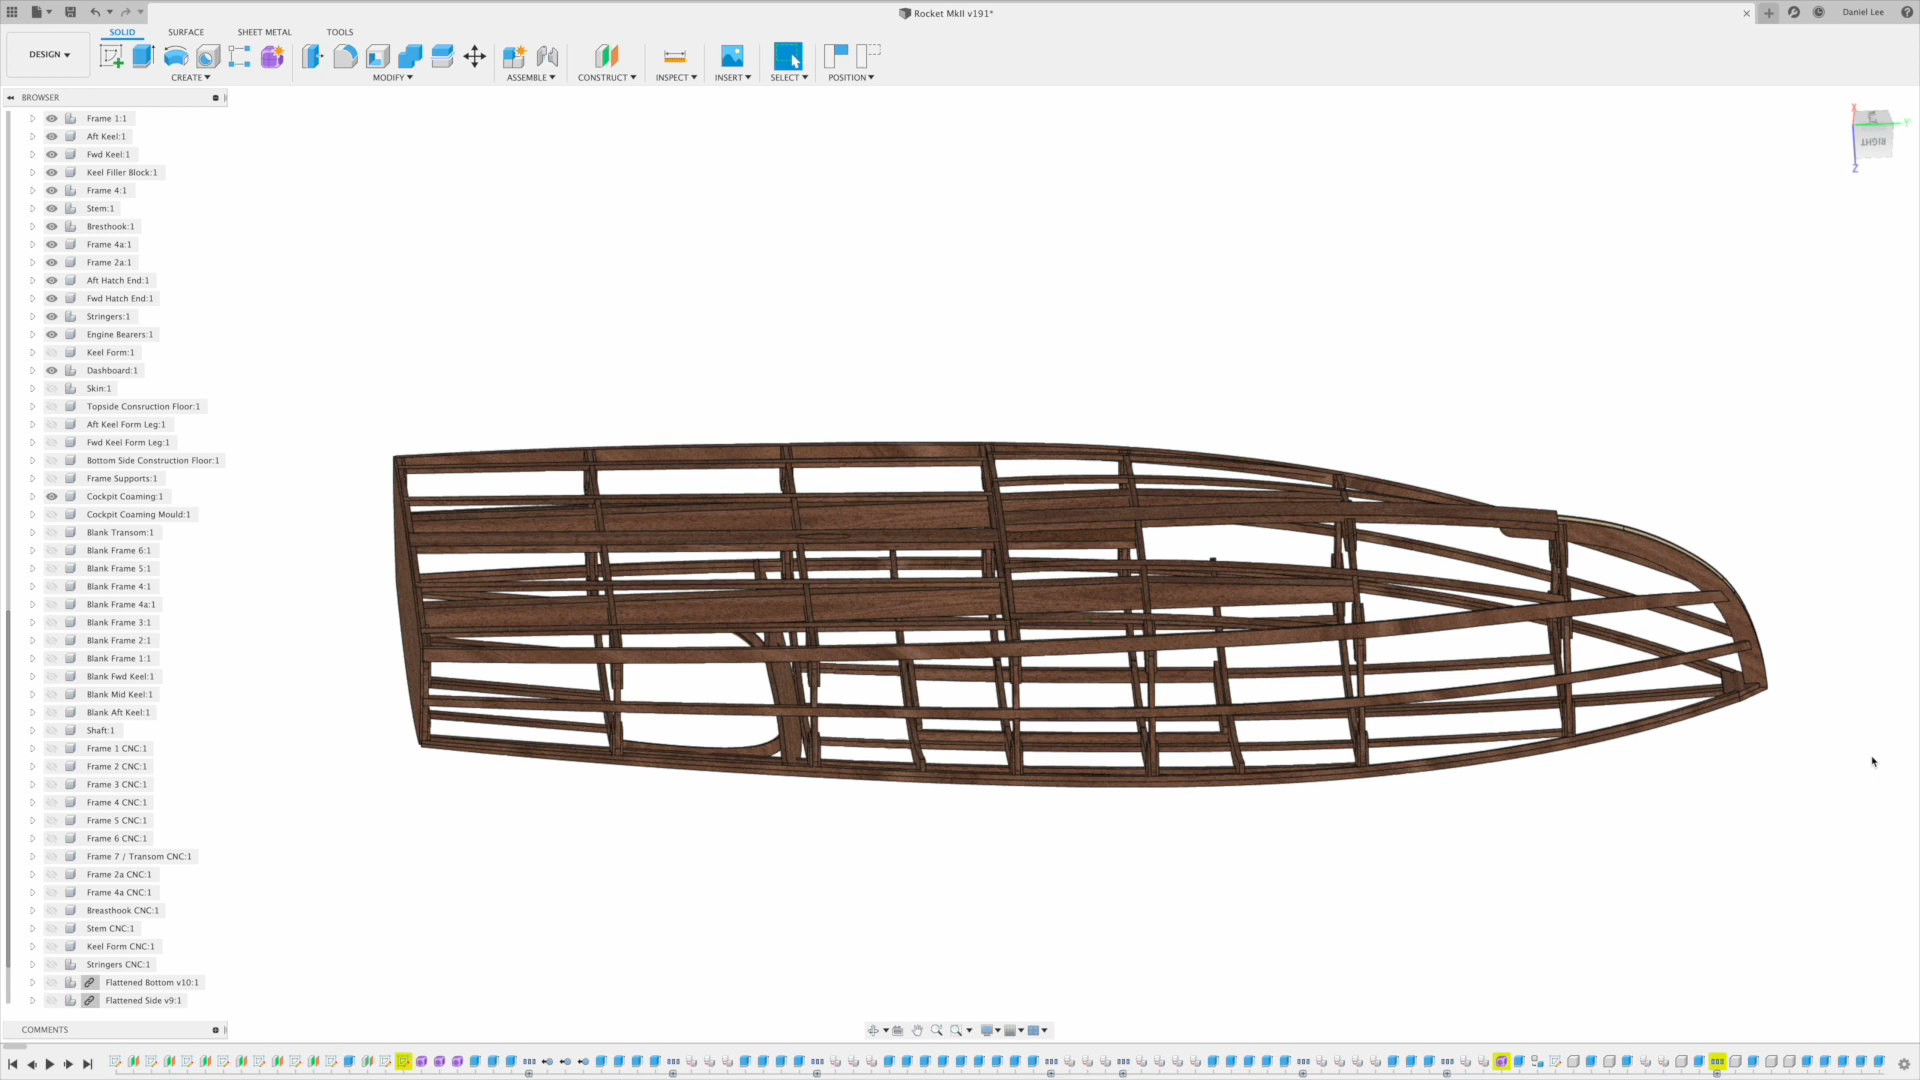 Rocket MkII v191*
Daniel Lee
DESIGN
SOLID
SURFACE
SHEET METAL
TOOLS
CREATE
MODIFY
ASSEMBLE
CONSTRUCT
INSPECT
INSERT
SELECT
POSITION
BROWSER
Frame 1:1
Aft Keel:1
Fwd Keel:1
Keel Filler Block:1
Frame 4:1
Stem:1
Bresthook:1
Frame 4a:1
Frame 2a:1
Aft Hatch End:1
Fwd Hatch End:1
Stringers:1
Engine Bearers:1
Keel Form:1
Dashboard:1
Skin:1
Topside Consruction Floor:1
Aft Keel Form Leg:1
Fwd Keel Form Leg:1
Bottom Side Construction Floor:1
Frame Supports:1
Cockpit Coaming:1
Cockpit Coaming Mould:1
Blank Transom:1
Blank Frame 6:1
Blank Frame 5:1
Blank Frame 4:1
Blank Frame 4a:1
Blank Frame 3:1
Blank Frame 2:1
Blank Frame 1:1
Blank Fwd Keel:1
Blank Mid Keel:1
Blank Aft Keel:1
Shaft:1
Frame 1 CNC:1
Frame 2 CNC:1
Frame 3 CNC:1
Frame 4 CNC:1
Frame 5 CNC:1
Frame 6 CNC:1
Frame 7 / Transom CNC:1
Frame 2a CNC:1
Frame 4a CNC:1
Breasthook CNC:1
Stem CNC:1
Keel Form CNC:1
Stringers CNC:1
Flattened Bottom v10:1
Flattened Side v9:1
COMMENTS
X
Y
RIGHT
Z